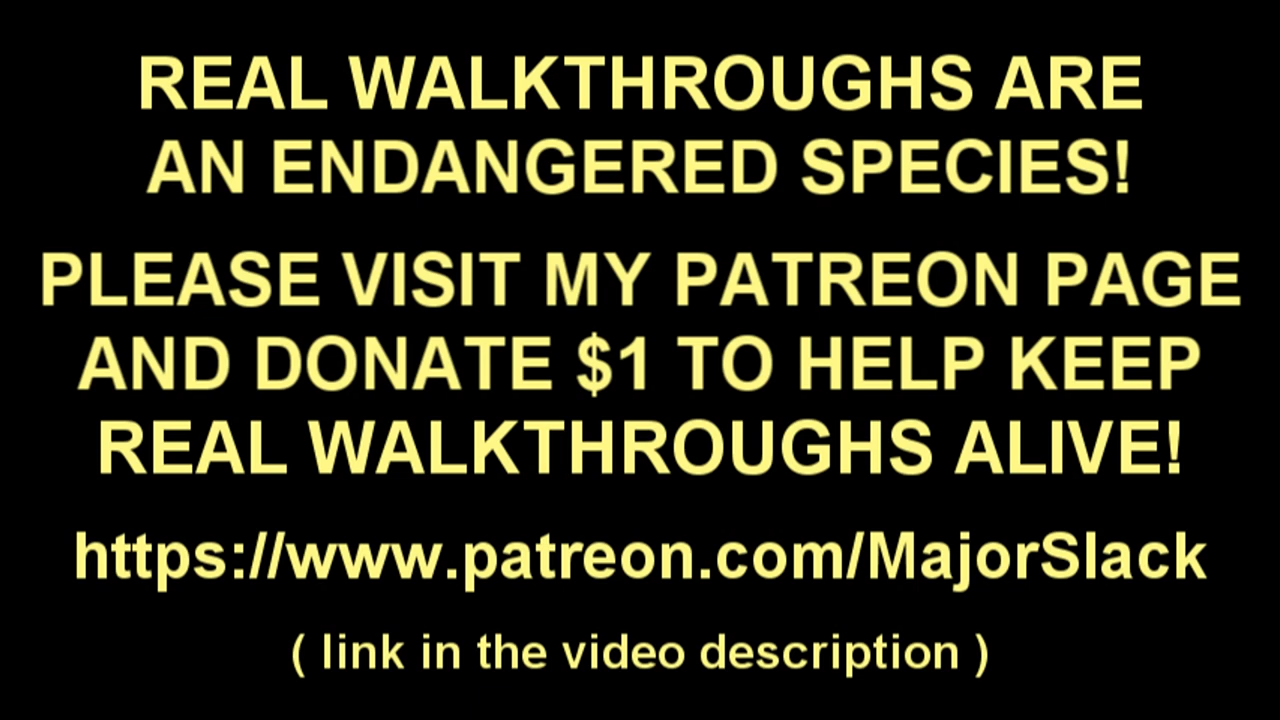 REAL WALKTHROUGHS ARE
AN ENDANGERED SPECIES!
PLEASE VISIT MY PATREON PAGE
AND DONATE $1 TO HELP KEEP
REAL WALKTHROUGHS ALIVE!
https://www.patreon.com/MajorSlack
( link in the video description )